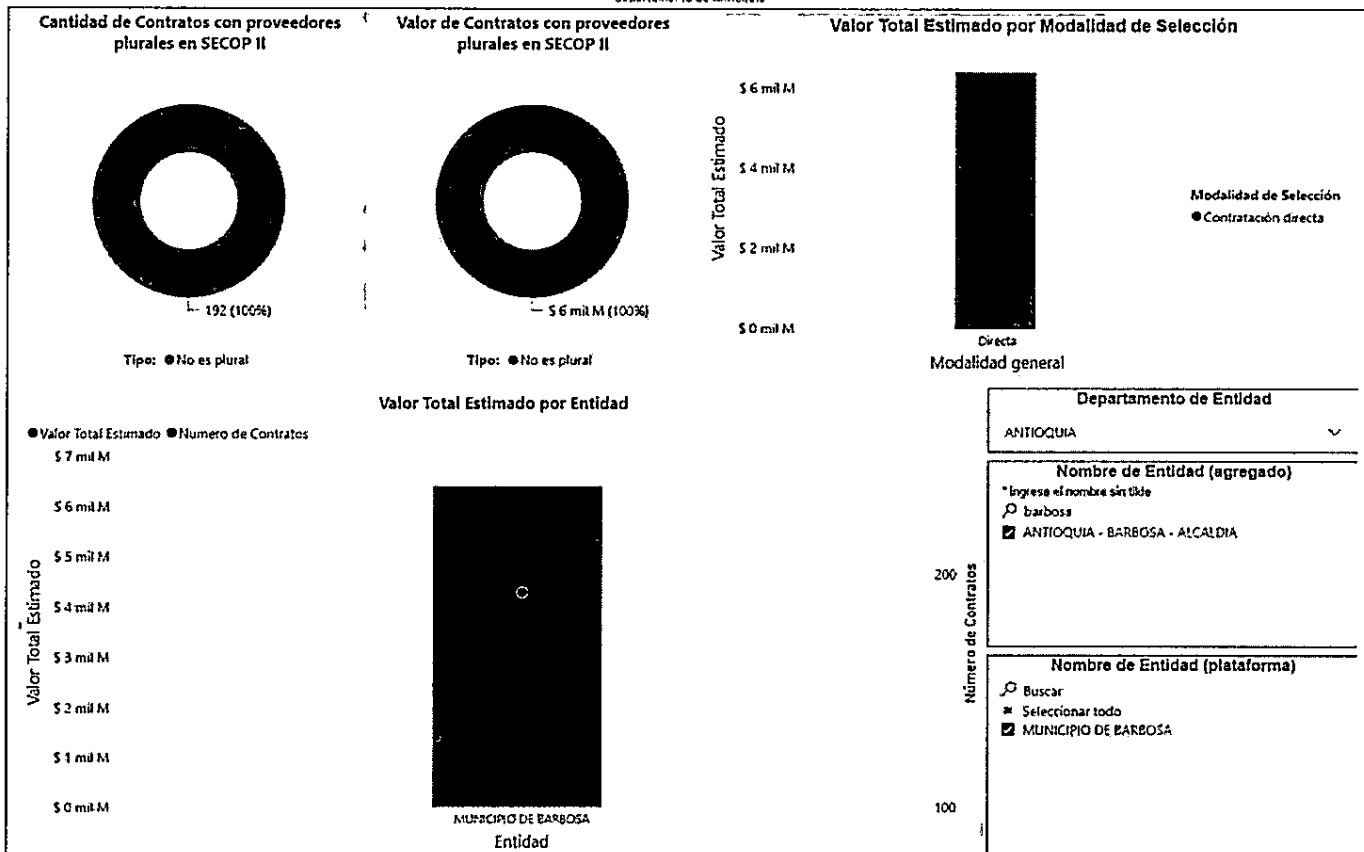 Cantidad de Contratos con proveedores
plurales en SECOP II
192 (100%)
Tipo: No es plural
Valor de Contratos con proveedores
plurales en SECOP II
$ 6 mil M (100%)
Tipo: No es plural
Valor Total Estimado por Modalidad de Selección
Valor Total Estimado
$ 6 mil M
$ 4 mil M
$ 2 mil M
$ 0 mil M
Directa
Modalidad general
Modalidad de Selección
Contratación directa
Valor Total Estimado por Entidad
Valor Total Estimado Numero de Contratos
Valor Total Estimado
$ 7 mil M
$ 6 mil M
$ 5 mil M
$ 4 mil M
$ 3 mil M
$ 2 mil M
$ 1 mil M
$ 0 mil M
MUNICIPIO DE BARBOSA
Entidad
200
100
Número de Contratos
Departamento de Entidad
ANTIOQUIA
Nombre de Entidad (agregado)
*Ingrese el nombre sin tilde
barbosa
ANTIOQUIA - BARBOSA - ALCALDIA
Nombre de Entidad (plataforma)
Buscar
Seleccionar todo
MUNICIPIO DE BARBOSA